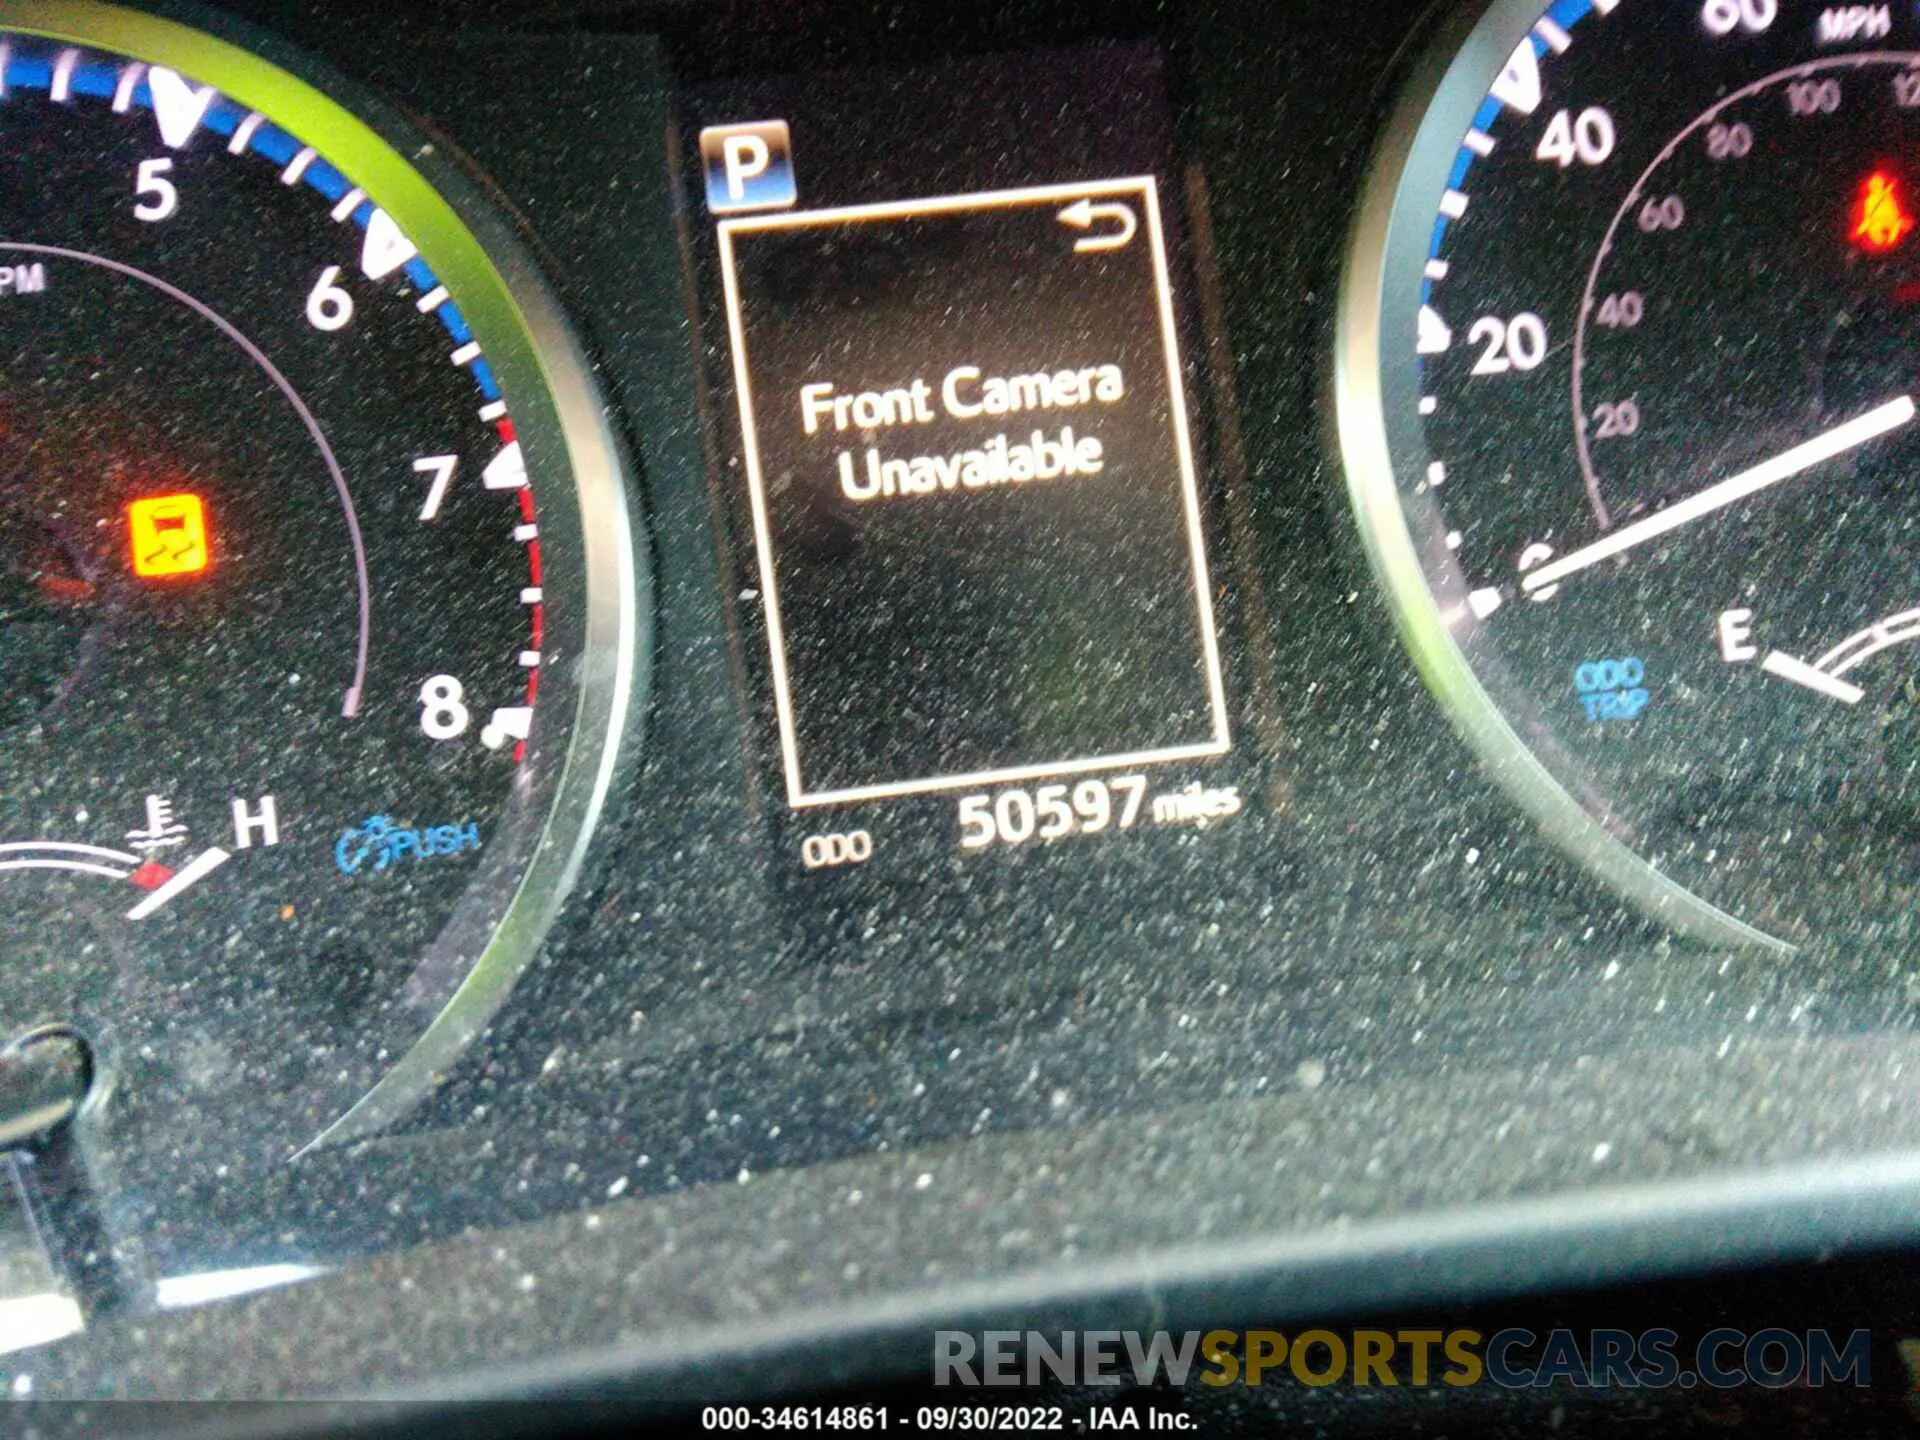 60 MPH
100
5
P
40
80
60
6
PM
Front Camera
Unavailable
20
40
7
20
E
8
ODO
TRIP
H
PUSH
ODO 50597 miles
RENEWSPORTSCARS.COM
000-34614861 - 09/30/2022 - IAA Inc.